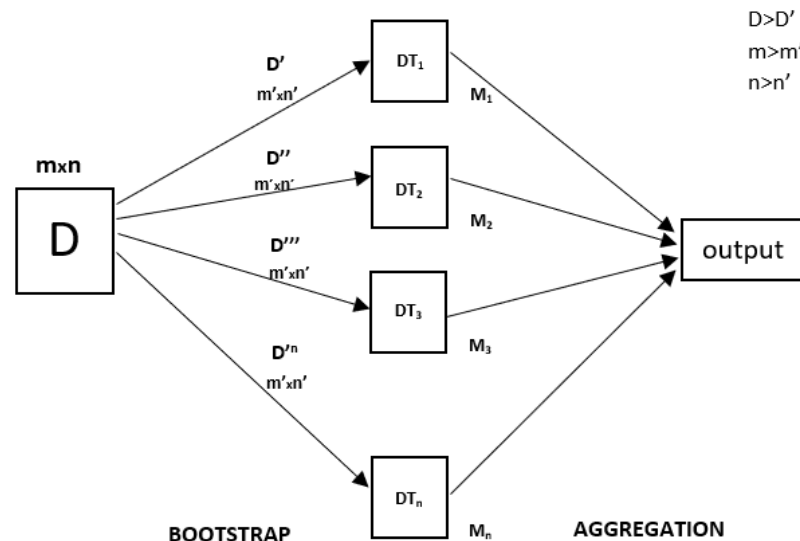 D>D'
m>m'
n>n'
D'
m'xn'
DT1
M1
D''
m'xn'
DT2
M2
mxn
D
D'''
m'xn'
DT3
M3
output
D'n
m'xn'
DTn
Mn
BOOTSTRAP
AGGREGATION